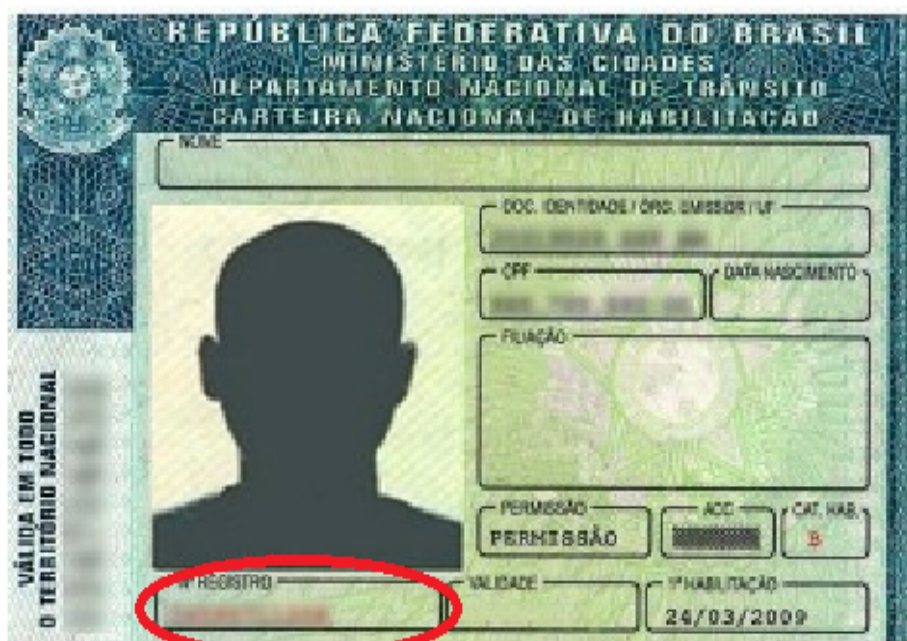 REPÚBLICA FEDERATIVA DO BRASIL
MINISTÉRIO DAS CIDADES
DEPARTAMENTO NACIONAL DE TRÂNSITO
CARTEIRA NACIONAL DE HABILITAÇÃO
NOME
DOC. IDENTIDADE / ÓRG. EMISSOR / UF
CPF
DATA NASCIMENTO
FILIAÇÃO
PERMISSÃO
ACC
CAT. HAB.
PERMISSÃO
B
Nº REGISTRO
VALIDADE
1ª HABILITAÇÃO
24/03/2009
VÁLIDA EM TODO
O TERRITÓRIO NACIONAL